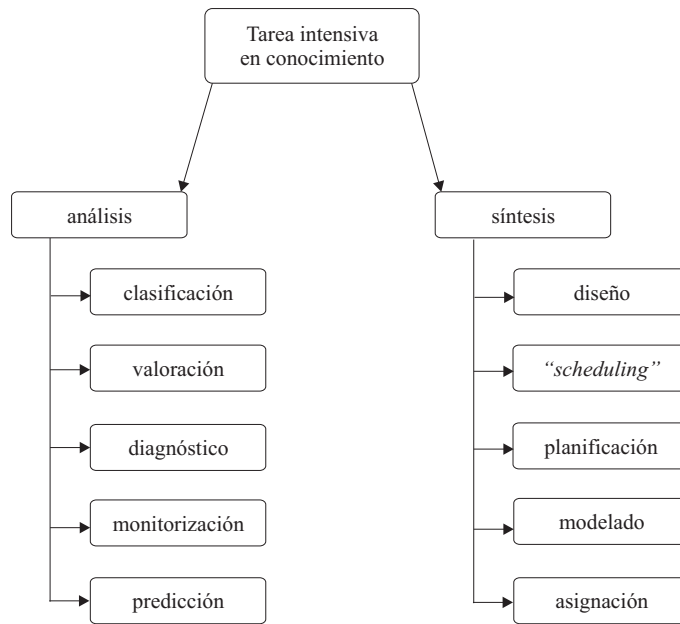 Tarea intensiva
en conocimiento
análisis
clasificación
valoración
diagnóstico
monitorización
predicción
síntesis
diseño
“scheduling”
planificación
modelado
asignación